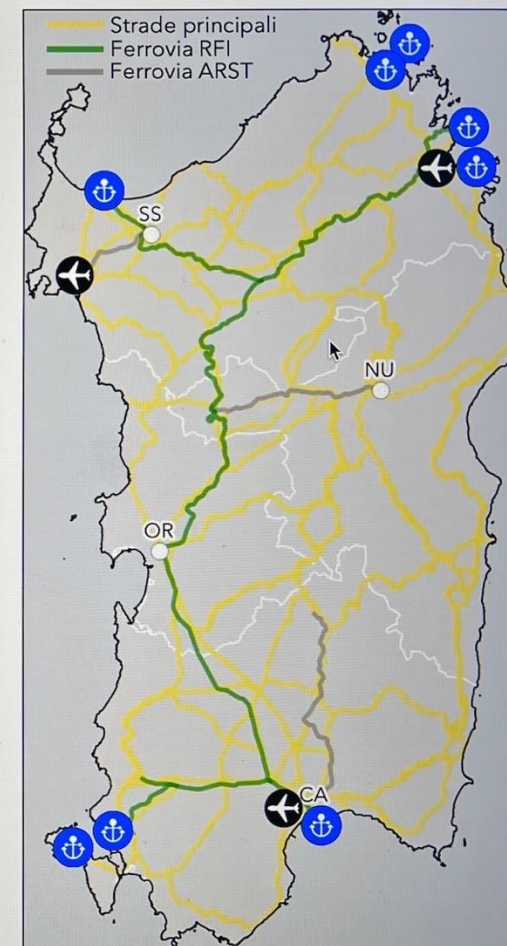 Strade principali
Ferrovia RFI
Ferrovia ARST
SS
NU
OR
CA